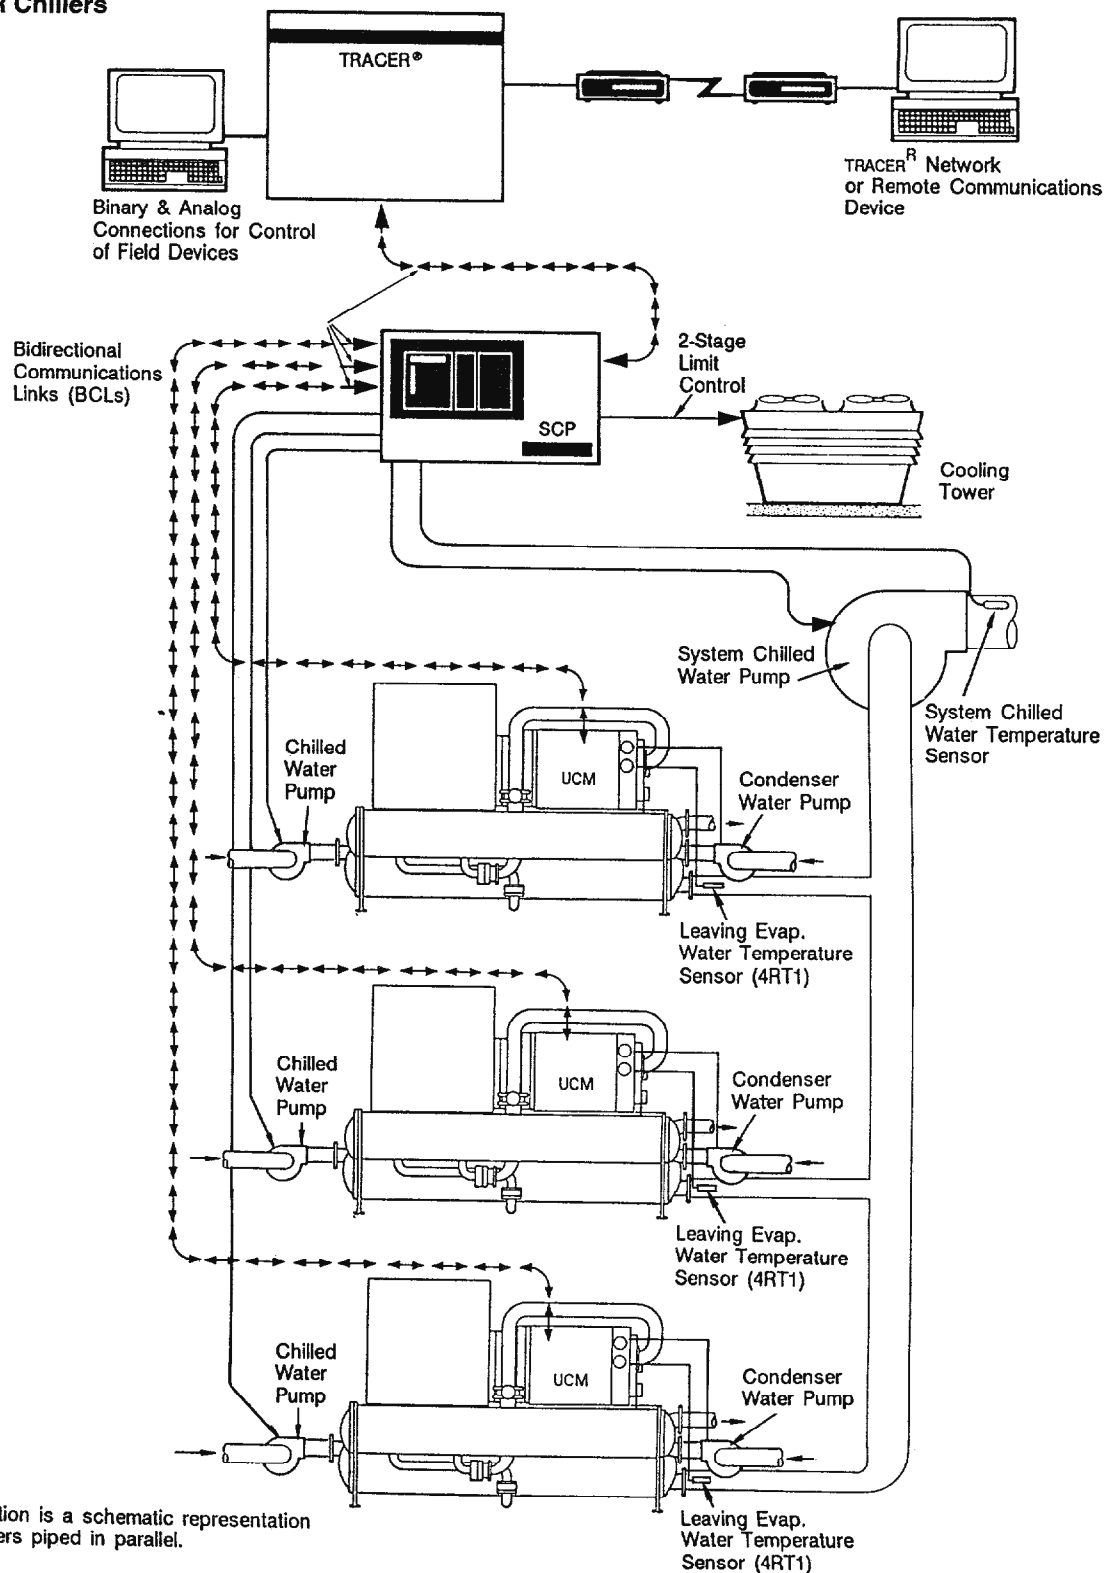 Chillers
TRACER®
TRACER R Network
or Remote Communications
Device
Binary & Analog
Connections for Control
of Field Devices
Bidirectional
Communications
Links (BCLs)
2-Stage
Limit
Control
SCP
Cooling
Tower
System Chilled
Water Pump
System Chilled
Water Temperature
Sensor
Chilled
Water
Pump
UCM
Condenser
Water Pump
Leaving Evap.
Water Temperature
Sensor (4RT1)
Chilled
Water
Pump
UCM
Condenser
Water Pump
Leaving Evap.
Water Temperature
Sensor (4RT1)
Chilled
Water
Pump
UCM
Condenser
Water Pump
Leaving Evap.
Water Temperature
Sensor (4RT1)
tion is a schematic representation
ers piped in parallel.